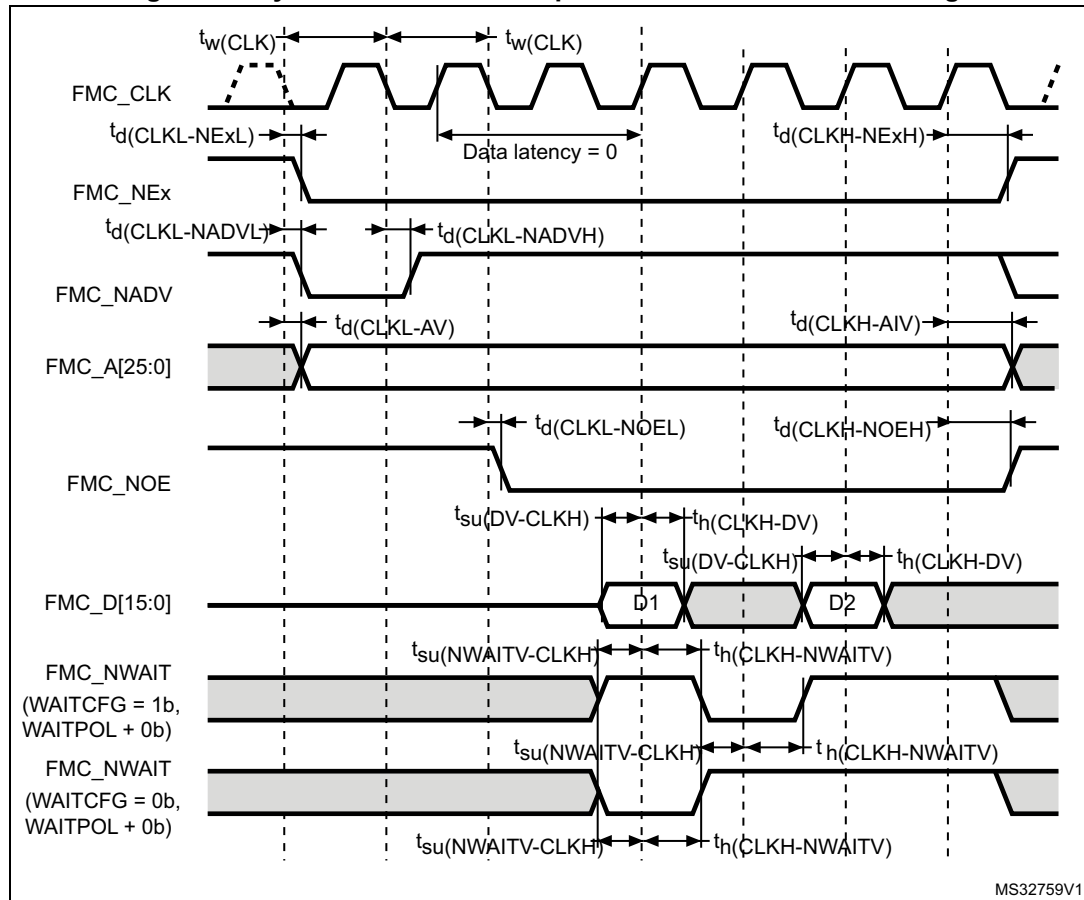 tw(CLK) tw(CLK)
FMC_CLK
td(CLKL-NExL) Data latency = 0 td(CLKH-NExH)
FMC_NEx
td(CLKL-NADVL) td(CLKL-NADVH)
FMC_NADV
td(CLKL-AV) td(CLKH-AIV)
FMC_A[25:0]
td(CLKL-NOEL) td(CLKH-NOEH)
FMC_NOE
tsu(DV-CLKH) th(CLKH-DV)
tsu(DV-CLKH) th(CLKH-DV)
FMC_D[15:0] D1 D2
tsu(NWAITV-CLKH) th(CLKH-NWAITV)
FMC_NWAIT
(WAITCFG = 1b,
WAITPOL + 0b)
tsu(NWAITV-CLKH) th(CLKH-NWAITV)
FMC_NWAIT
(WAITCFG = 0b,
WAITPOL + 0b)
tsu(NWAITV-CLKH) th(CLKH-NWAITV)
MS32759V1